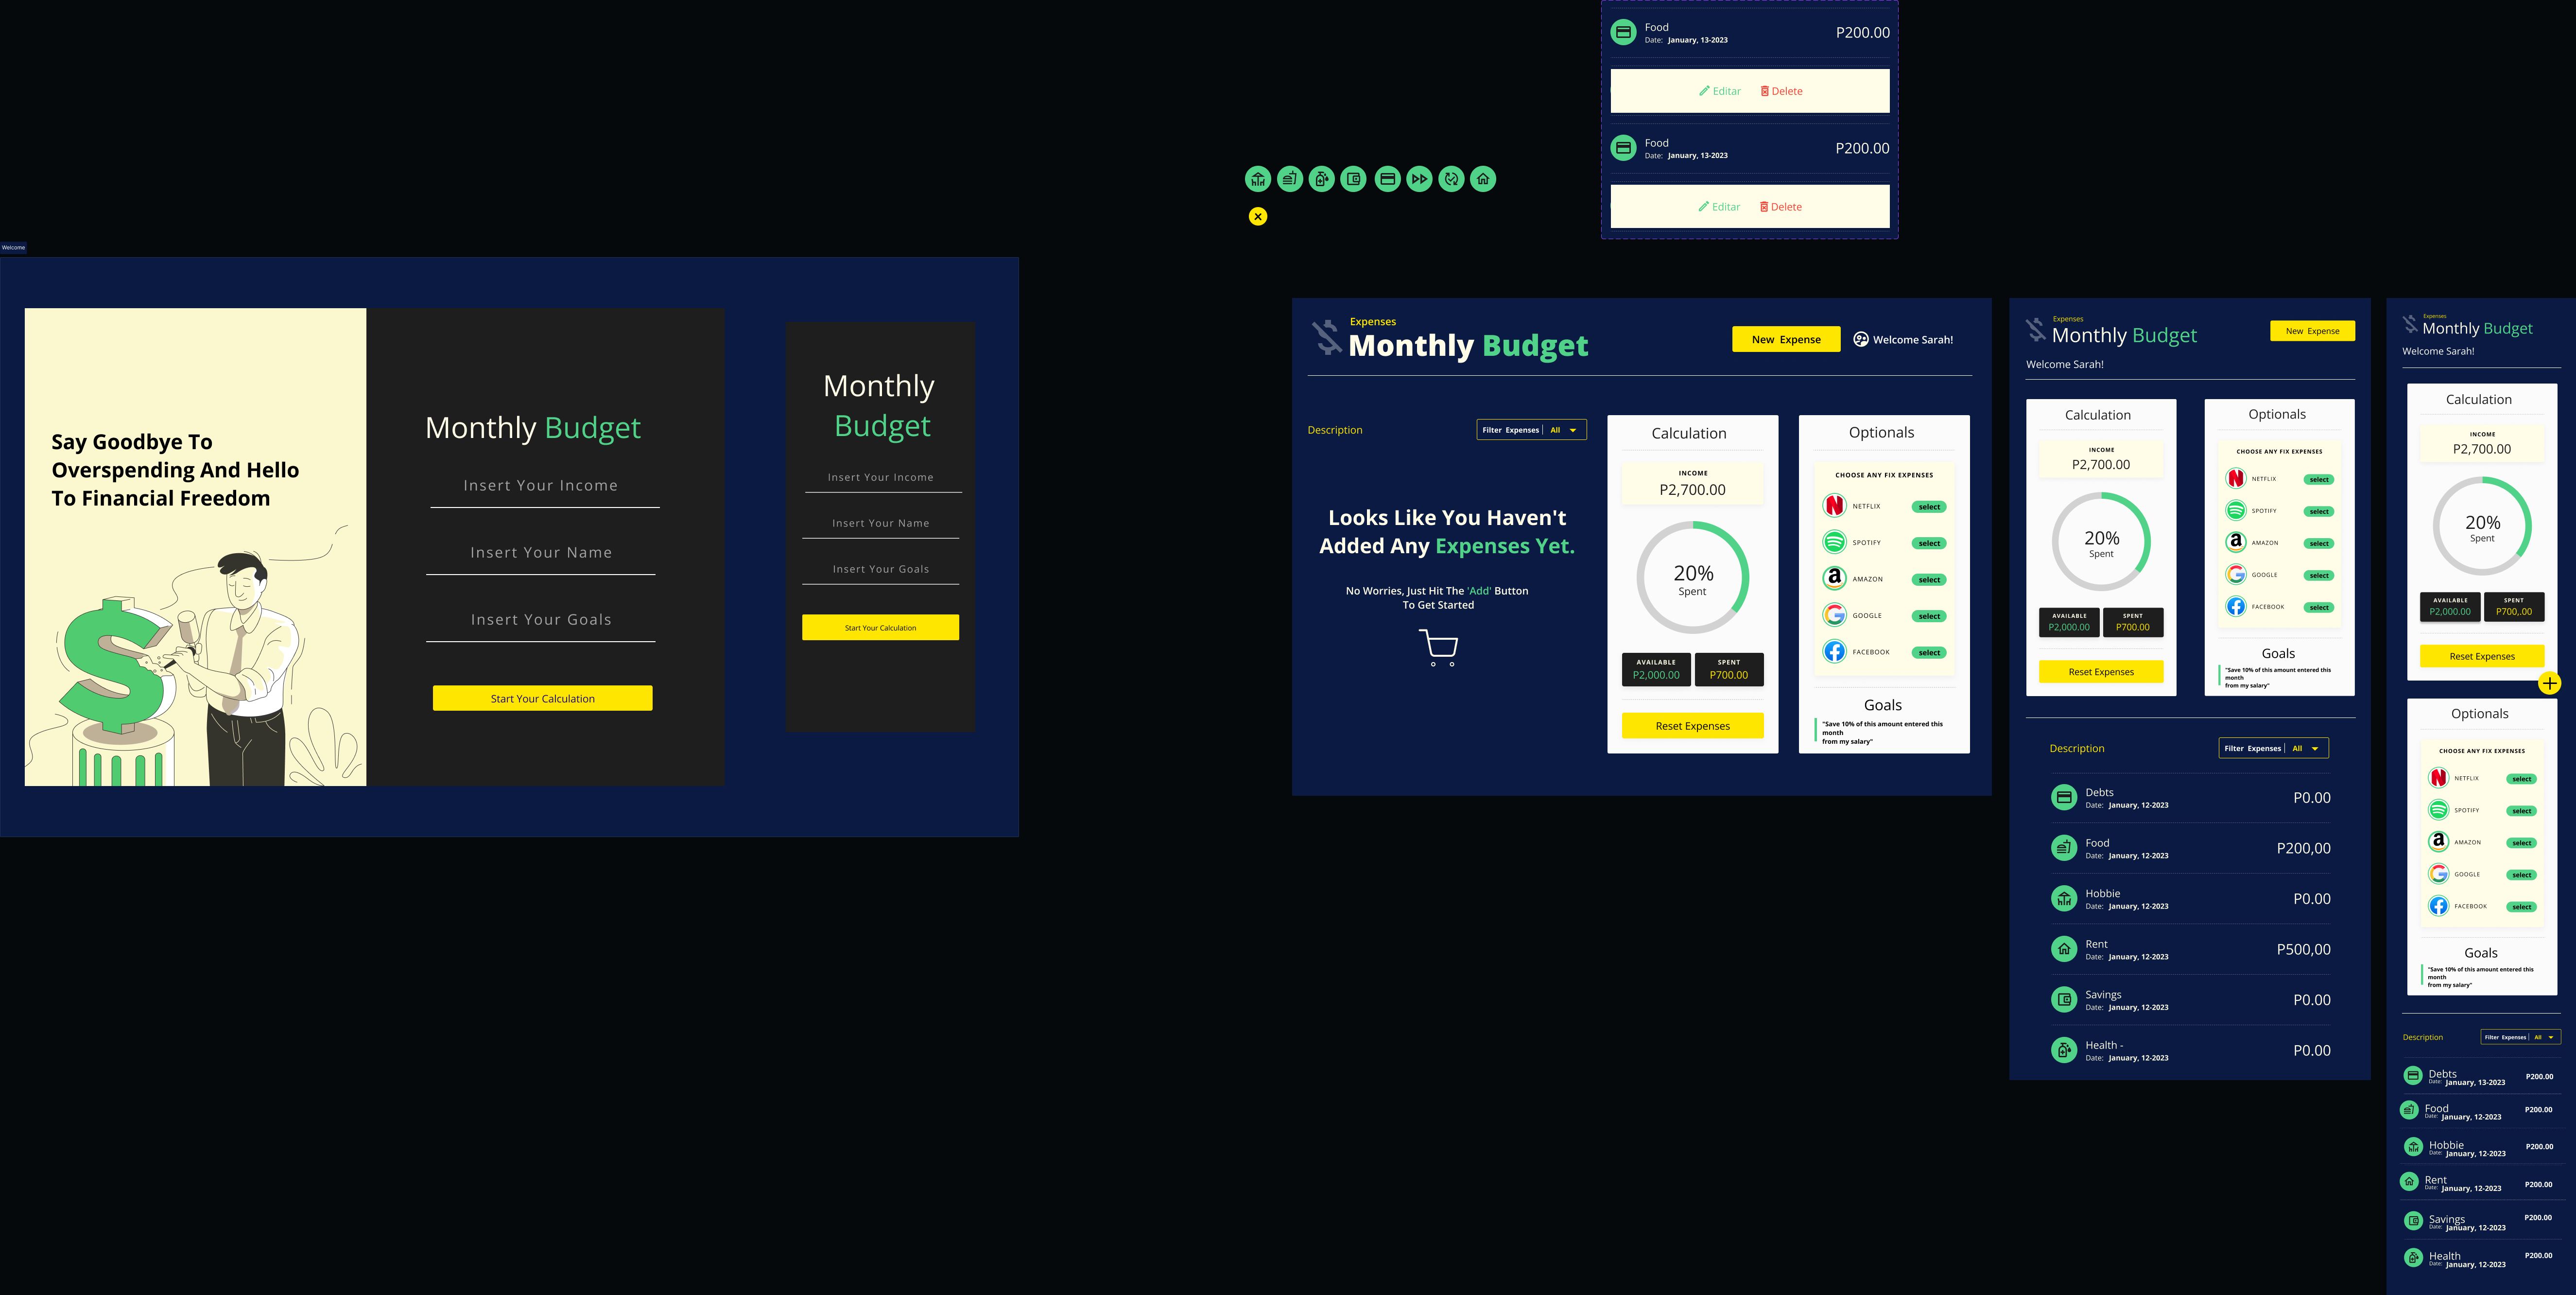 Food
Date: January, 13-2023
P200.00
Editar
Delete
Food
Date: January, 13-2023
P200.00
Editar
Delete
Welcome
Say Goodbye To
Overspending And Hello
To Financial Freedom
Monthly Budget
Insert Your Income
Insert Your Name
Insert Your Goals
Start Your Calculation
Monthly
Budget
Insert Your Income
Insert Your Name
Insert Your Goals
Start Your Calculation
Expenses
Monthly Budget
New Expense
Welcome Sarah!
Description
Filter Expenses | All
Looks Like You Haven't
Added Any Expenses Yet.
No Worries, Just Hit The 'Add' Button
To Get Started
Calculation
INCOME
P2,700.00
20%
Spent
AVAILABLE
P2,000.00
SPENT
P700.00
Reset Expenses
Optionals
CHOOSE ANY FIX EXPENSES
NETFLIX
select
SPOTIFY
select
AMAZON
select
GOOGLE
select
FACEBOOK
select
Goals
"Save 10% of this amount entered this
month
from my salary"
Expenses
Monthly Budget
New Expense
Welcome Sarah!
Calculation
INCOME
P2,700.00
20%
Spent
AVAILABLE
P2,000.00
SPENT
P700.00
Reset Expenses
Optionals
CHOOSE ANY FIX EXPENSES
NETFLIX
select
SPOTIFY
select
AMAZON
select
GOOGLE
select
FACEBOOK
select
Goals
"Save 10% of this amount entered this
month
from my salary"
Description
Filter Expenses | All
Debts
Date: January, 12-2023
P0.00
Food
Date: January, 12-2023
P200,00
Hobbie
Date: January, 12-2023
P0.00
Rent
Date: January, 12-2023
P500,00
Savings
Date: January, 12-2023
P0.00
Health -
Date: January, 12-2023
P0.00
Expenses
Monthly Budget
Welcome Sarah!
Calculation
INCOME
P2,700.00
20%
Spent
AVAILABLE
P2,000.00
SPENT
P700,.00
Reset Expenses
Optionals
CHOOSE ANY FIX EXPENSES
NETFLIX
select
SPOTIFY
select
AMAZON
select
GOOGLE
select
FACEBOOK
select
Goals
"Save 10% of this amount entered this
month
from my salary"
Description
Filter Expenses | All
Debts
Date: January, 13-2023
P200.00
Food
Date: January, 12-2023
P200.00
Hobbie
Date: January, 12-2023
P200.00
Rent
Date: January, 12-2023
P200.00
Savings
Date: January, 12-2023
P200.00
Health
Date: January, 12-2023
P200.00